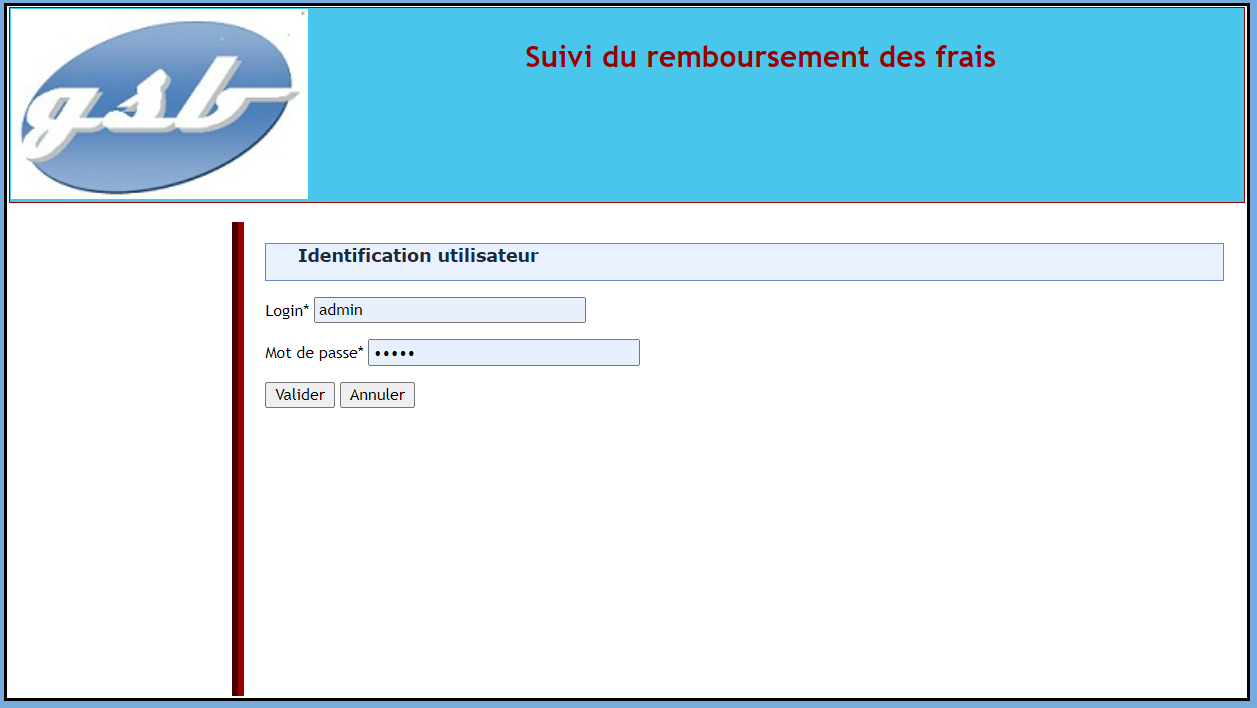 gsb
Suivi du remboursement des frais
Identification utilisateur
Login* admin
Mot de passe* •••••
Valider Annuler